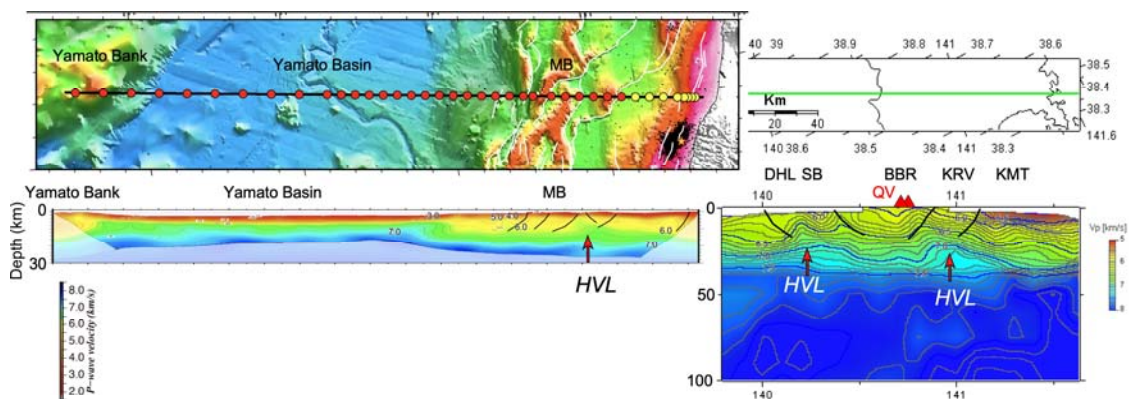 Yamato Bank
Yamato Basin
MB
40 39 38.9 38.8 141 38.7 38.6
38.5
38.4
38.3
141.6
Km
20 40
140 38.6 38.5 38.4 141 38.3
Yamato Bank Yamato Basin MB
DHL SB BBR KRV KMT
QV
140 141
Depth (km)
0
30
7.0
5.0
6.0
6.0
7.0
HVL
0
50
100
HVL HVL
140 141
Vp [km/s]
5
6
7
8
8.0
7.0
6.0
5.0
4.0
3.0
2.0
P-wave velocity (km/s)